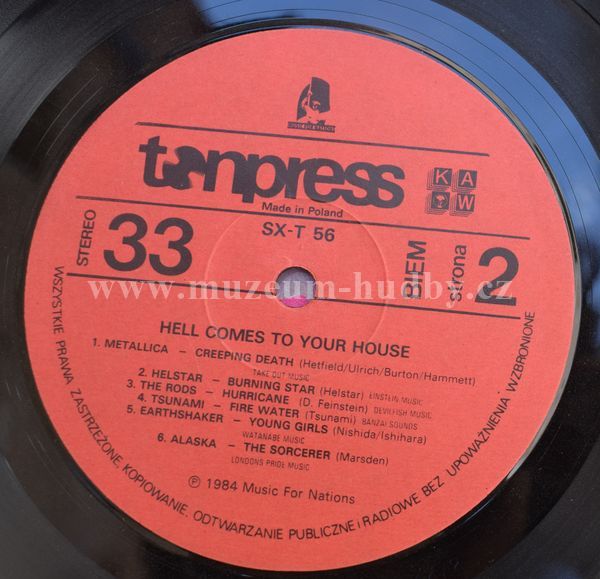 MUSIC FOR NATIONS
tonpress
KAW
Made in Poland
SX-T 56
STEREO
33
BIEM
strona
2
www.muzeum-hudby.cz
HELL COMES TO YOUR HOUSE
1. METALLICA – CREEPING DEATH (Hetfield/Ulrich/Burton/Hammett)
TAKE OUT MUSIC
2. HELSTAR – BURNING STAR (Helstar) EINSTEIN MUSIC
3. THE RODS – HURRICANE (D. Feinstein) DEVILFISH MUSIC
4. TSUNAMI – FIRE WATER (Tsunami) BANZAI SOUNDS
5. EARTHSHAKER – YOUNG GIRLS (Nishida/Ishihara)
WATANABE MUSIC
6. ALASKA – THE SORCERER (Marsden)
LONDONS PRIDE MUSIC
Ⓟ 1984 Music For Nations
WSZYSTKIE PRAWA ZASTRZEŻONE, KOPIOWANIE, ODTWARZANIE PUBLICZNE I RADIOWE BEZ UPOWAŻNIENIA WZBRONIONE